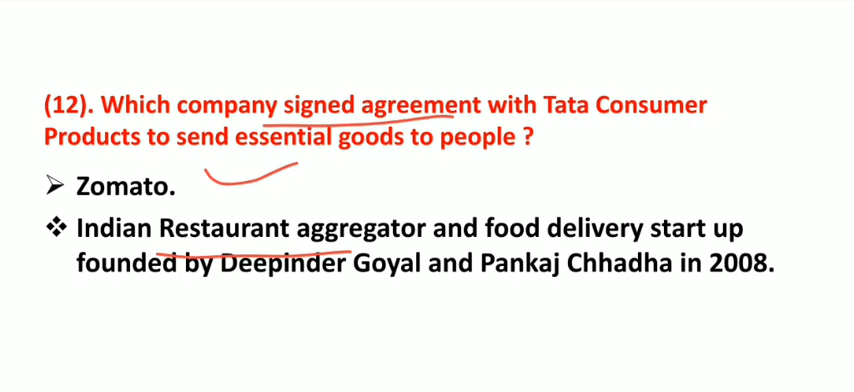 (12). Which company signed agreement with Tata Consumer
Products to send essential goods to people ?
➢ Zomato.
❖ Indian Restaurant aggregator and food delivery start up
founded by Deepinder Goyal and Pankaj Chhadha in 2008.